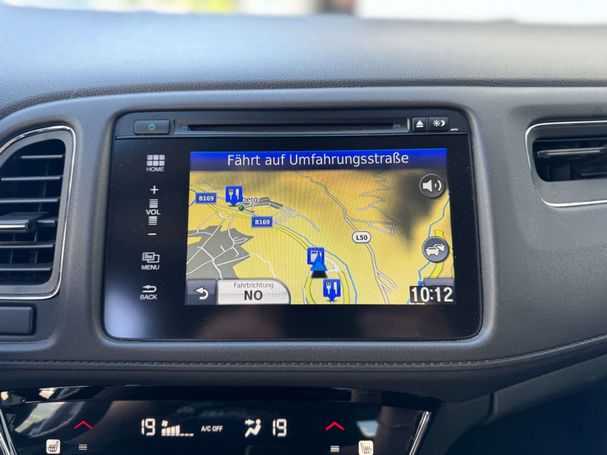 Fährt auf Umfahrungsstraße
HOME
+
VOL
−
MENU
BACK
B169
B169
L50
Fahrtrichtung
NO
10:12
19
A/C OFF
19